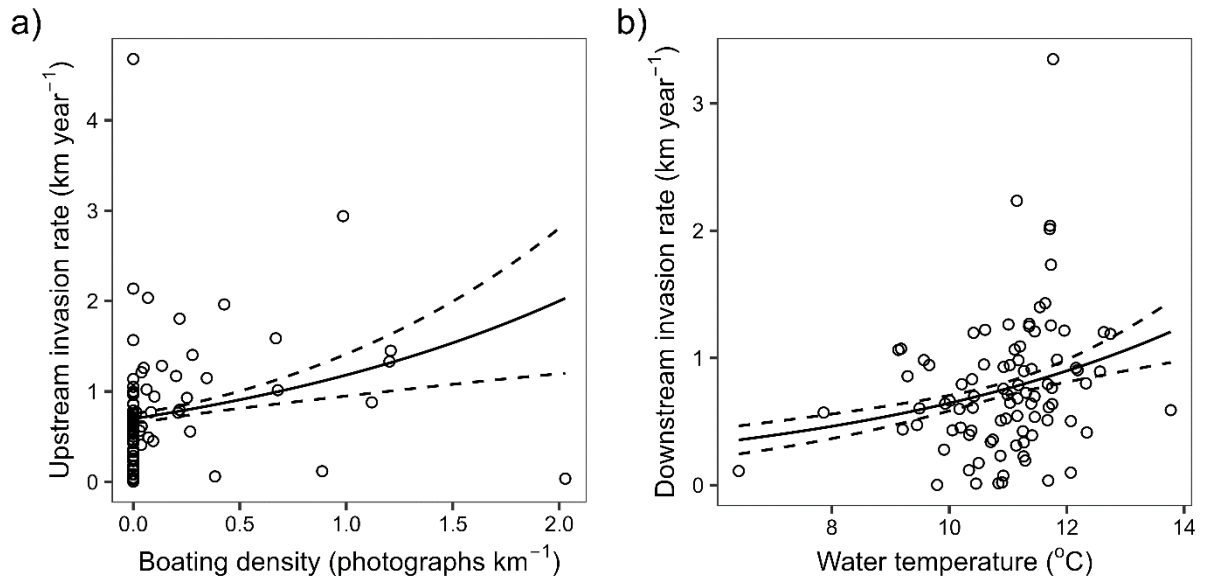 a)
Upstream invasion rate (km year⁻¹)
4
3
2
1
0
0.0 0.5 1.0 1.5 2.0
Boating density (photographs km⁻¹)
b)
Downstream invasion rate (km year⁻¹)
3
2
1
0
8 10 12 14
Water temperature (°C)